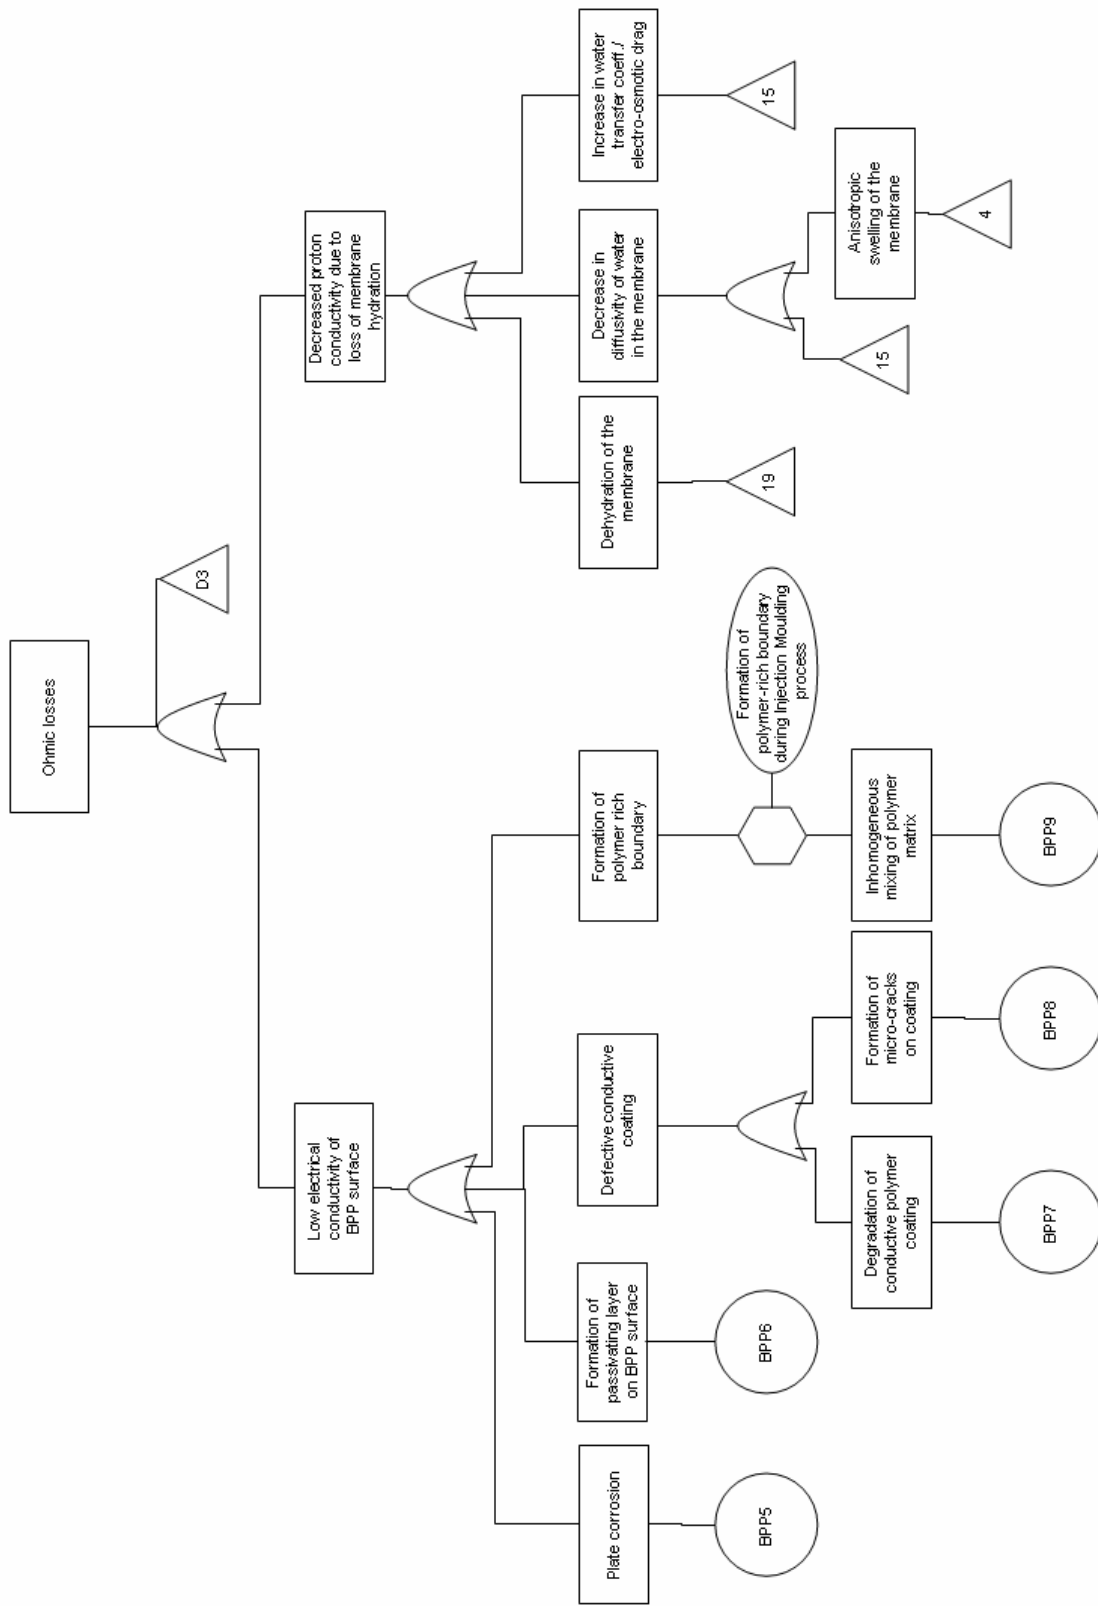 Ohmic losses
D3
Low electrical
conductivity of
BPP surface
Decreased proton
conductivity due to
loss of membrane
hydration
Plate corrosion
Formation of
passivating layer
on BPP surface
Defective conductive
coating
Formation of
polymer rich
boundary
Dehydration of the
membrane
Decrease in
diffusivity of water
in the membrane
Increase in water
transfer coeff./
electro-osmotic drag
BPP5
BPP6
Formation of
polymer-rich boundary
during Injection Moulding
process
19
15
15
Degradation of
conductive polymer
coating
Formation of
micro-cracks
on coating
Inhomogeneous
mixing of polymer
matrix
Anisotropic
swelling of the
membrane
BPP7
BPP8
BPP9
4